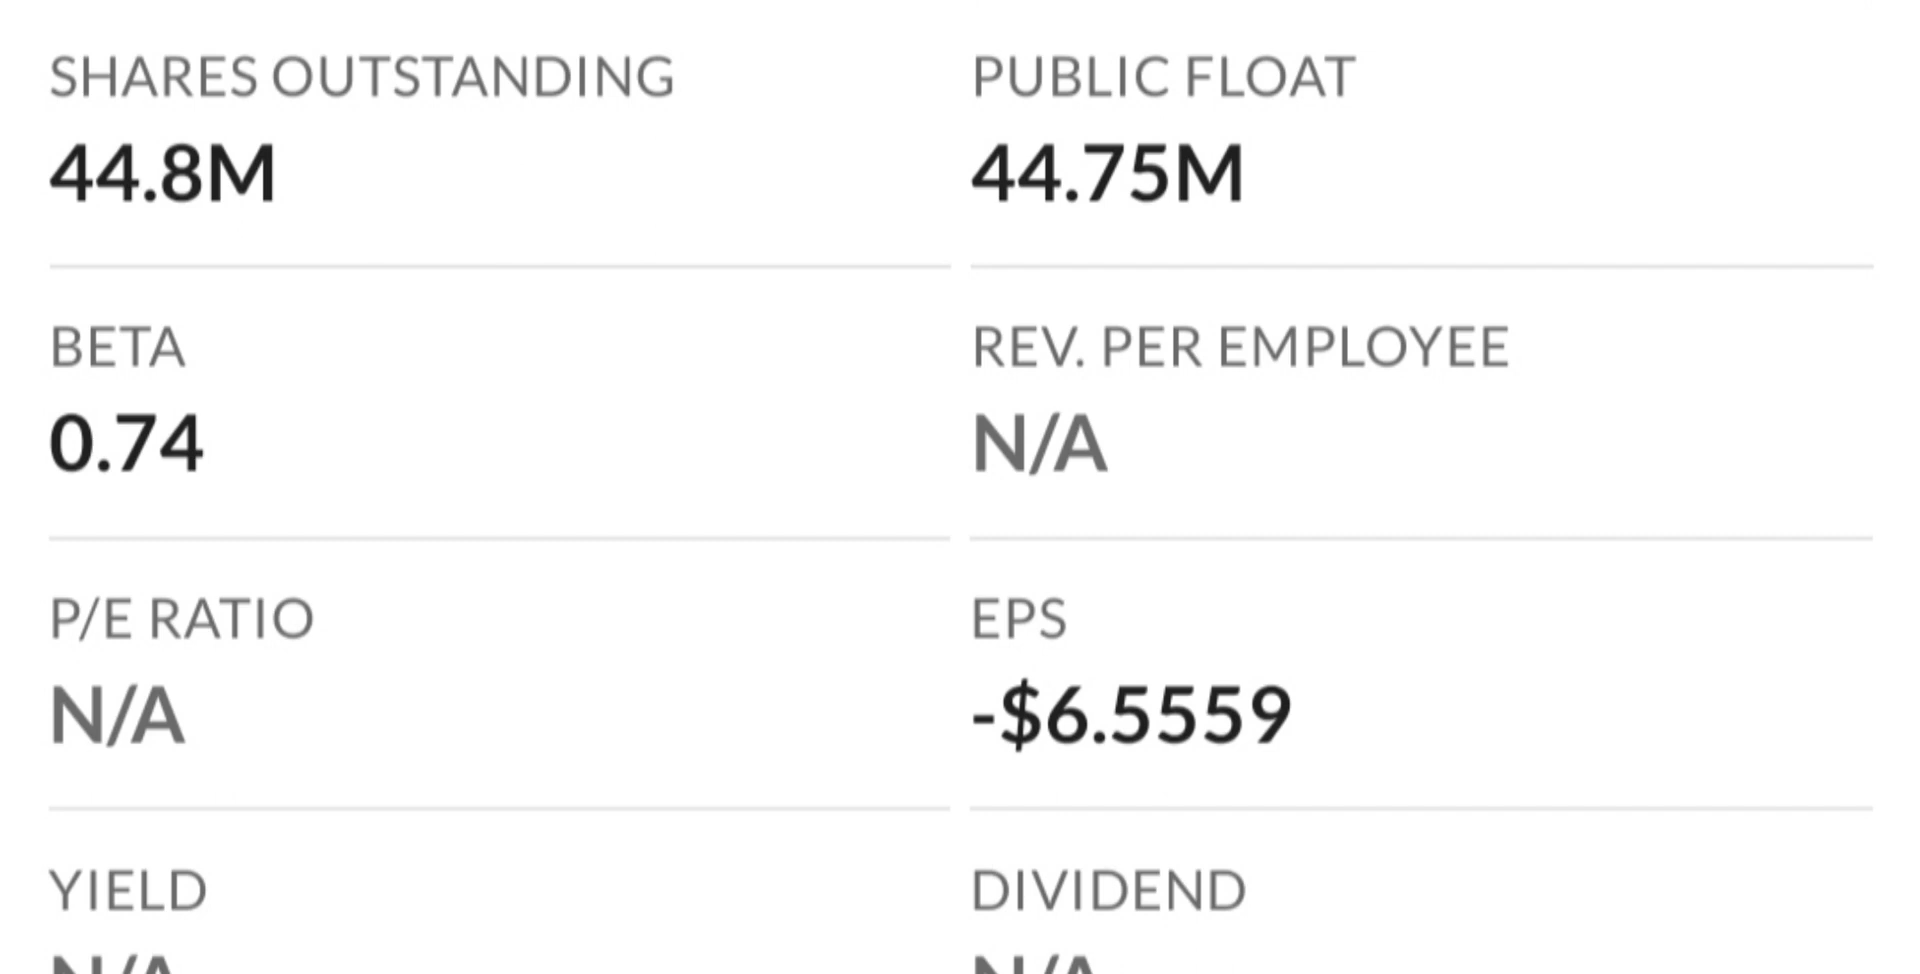 SHARES OUTSTANDING
44.8M
PUBLIC FLOAT
44.75M
BETA
0.74
REV. PER EMPLOYEE
N/A
P/E RATIO
N/A
EPS
-$6.5559
YIELD
N/A
DIVIDEND
N/A